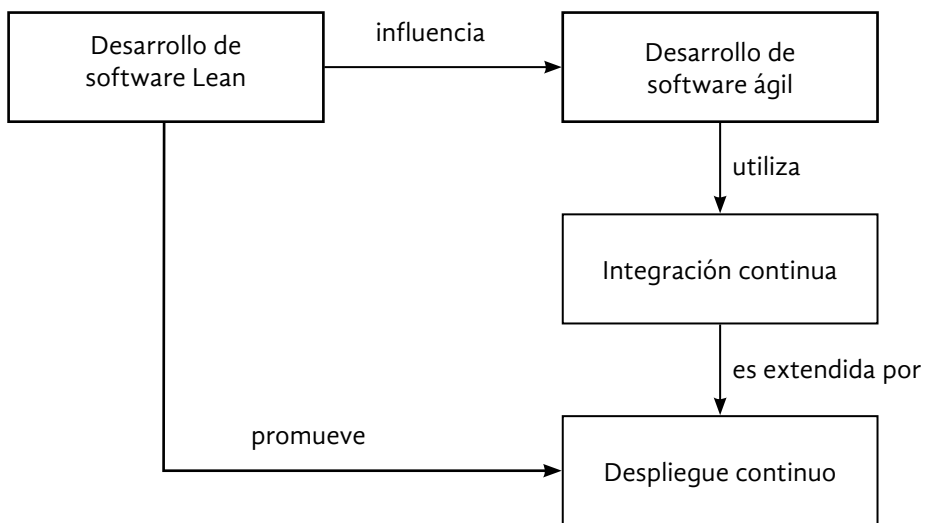 Desarrollo de
software Lean
influencia
Desarrollo de
software ágil
utiliza
Integración continua
es extendida por
promueve
Despliegue continuo